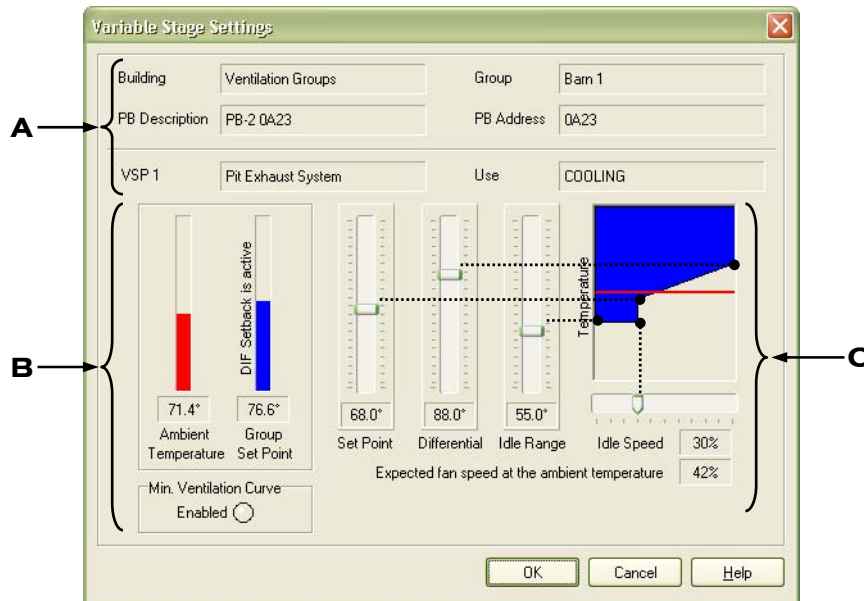 Variable Stage Settings
Building Ventilation Groups Group Barn 1
PB Description PB-2 0A23 PB Address 0A23
VSP 1 Pit Exhaust System Use COOLING
A
B
C
DIF Setback is active
Temperature
71.4° 76.6° 68.0° 88.0° 55.0°
Ambient Temperature Group Set Point Set Point Differential Idle Range Idle Speed 30%
Expected fan speed at the ambient temperature 42%
Min. Ventilation Curve
Enabled
OK Cancel Help